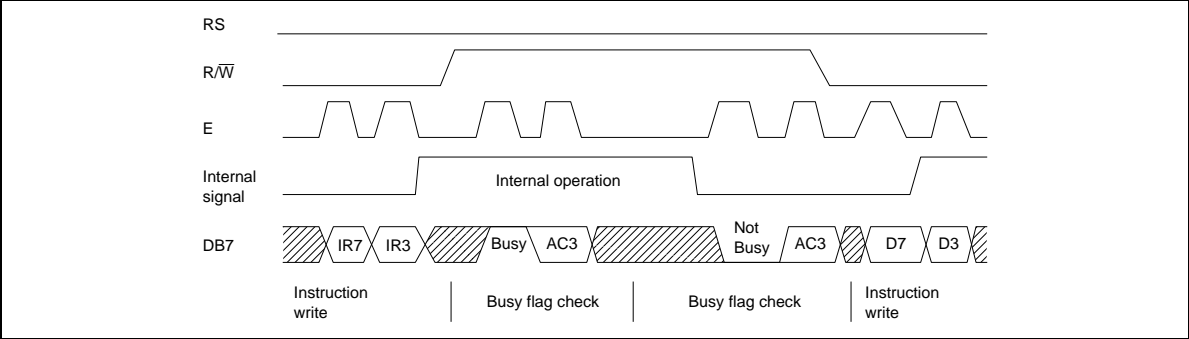 RS
R/W̅
E
Internal
signal
Internal operation
DB7
IR7
IR3
Busy
AC3
Not
Busy
AC3
D7
D3
Instruction
write
Busy flag check
Busy flag check
Instruction
write